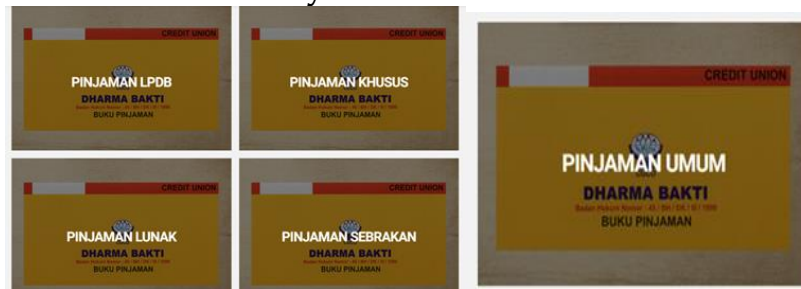 CREDIT UNION
PINJAMAN LPDB
DHARMA BAKTI
BUKU PINJAMAN
CREDIT UNION
PINJAMAN KHUSUS
DHARMA BAKTI
BUKU PINJAMAN
CREDIT UNION
PINJAMAN UMUM
DHARMA BAKTI
BUKU PINJAMAN
CREDIT UNION
PINJAMAN LUNAK
DHARMA BAKTI
BUKU PINJAMAN
CREDIT UNION
PINJAMAN SEBRAKAN
DHARMA BAKTI
BUKU PINJAMAN